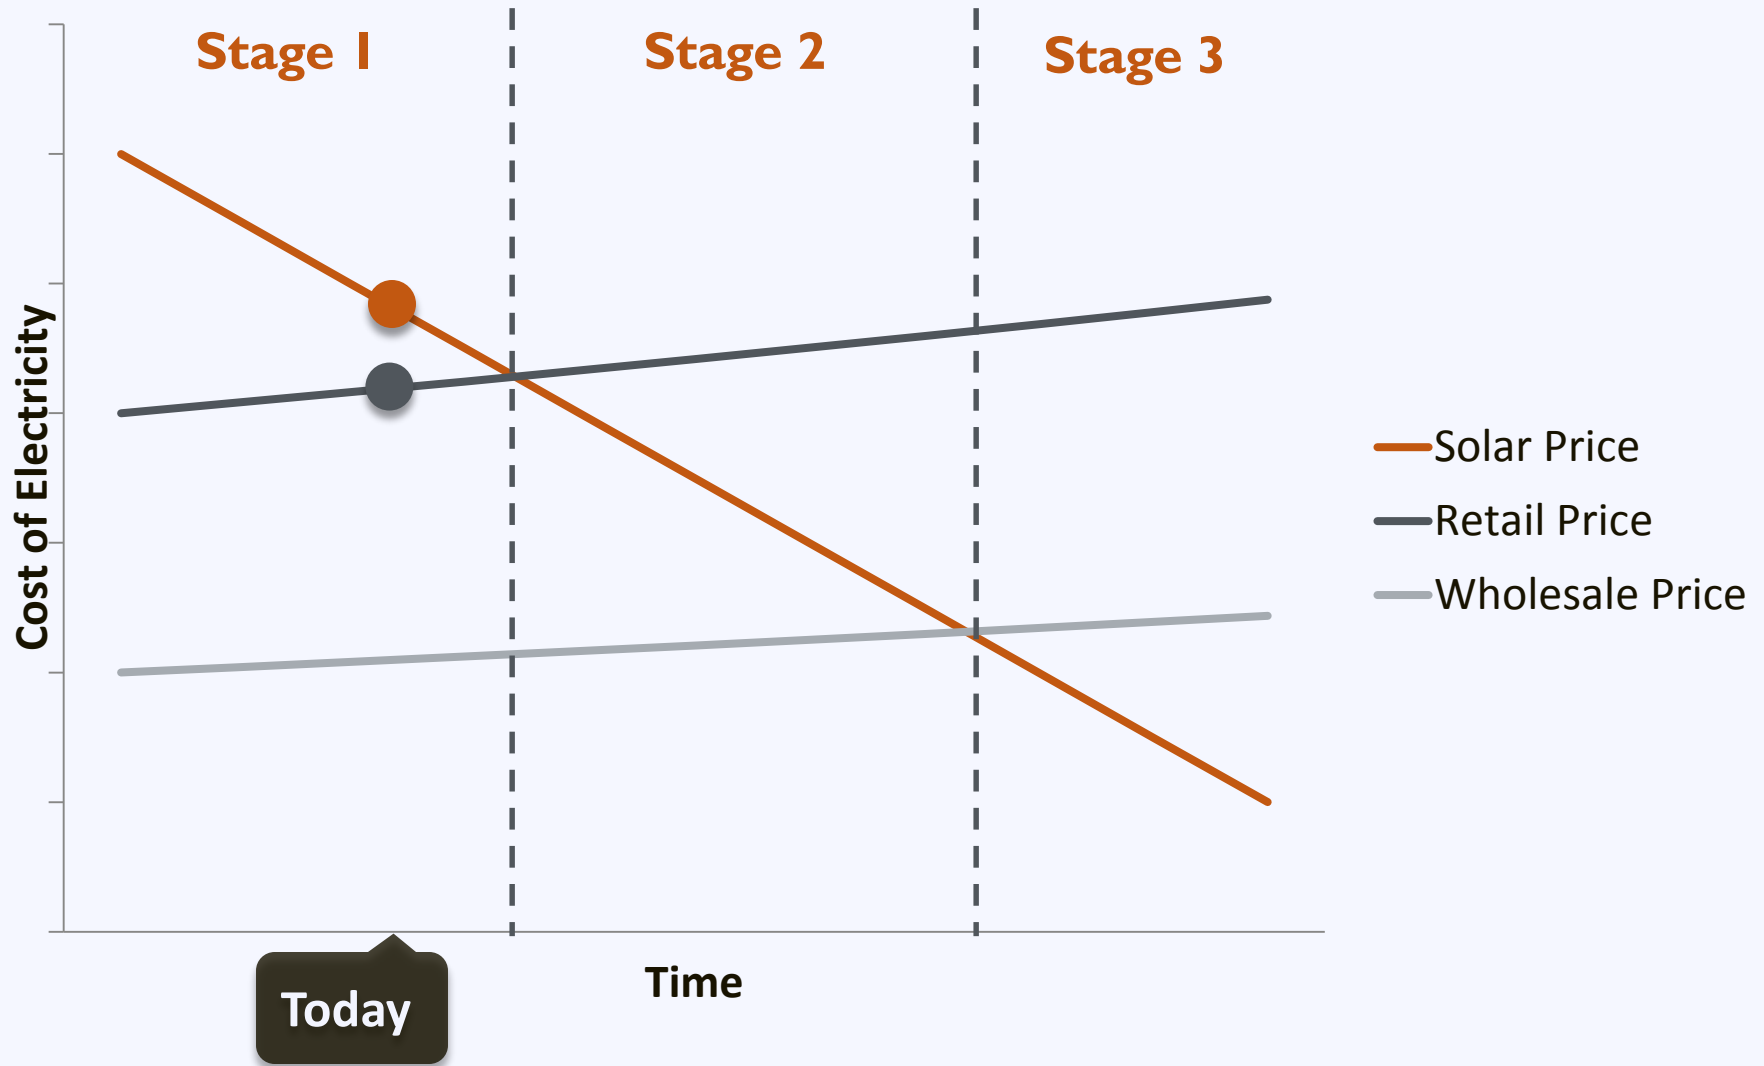 Stage 1
Stage 2
Stage 3
Cost of Electricity
Solar Price
Retail Price
Wholesale Price
Time
Today